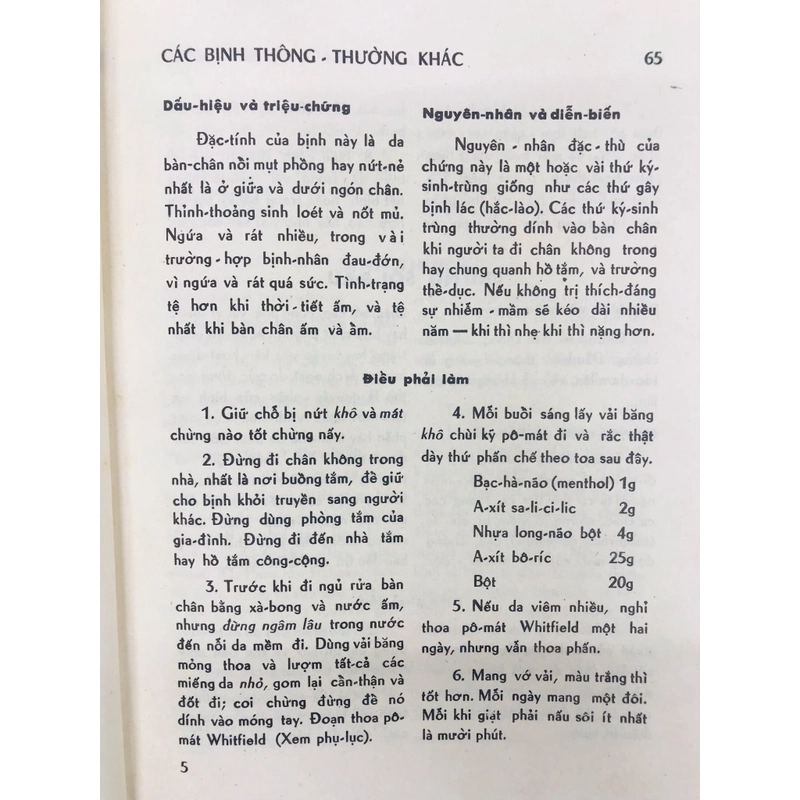 CÁC BỊNH THÔNG - THƯỜNG KHÁC 65
Dấu-hiệu và triệu-chứng
Đặc-tính của bịnh này là da
bàn-chân nổi mụt phồng hay nứt-nẻ
nhất là ở giữa và dưới ngón chân.
Thỉnh-thoảng sinh loét và nốt mủ.
Ngứa và rát nhiều, trong vài
trường-hợp bịnh-nhân đau-đớn,
vì ngứa và rát quá sức. Tình-trạng
tệ hơn khi thời-tiết ấm, và tệ
nhất khi bàn chân ấm và ẩm.
Nguyên-nhân và diễn-biến
Nguyên - nhân đặc - thù của
chứng này là một hoặc vài thứ ký-
sinh-trùng giống như các thứ gây
bịnh lác (hắc-lào). Các thứ ký-sinh
trùng thường dính vào bàn chân
khi người ta đi chân không trong
hay chung quanh hồ tắm, và trường
thể-dục. Nếu không trị thích-đáng
sự nhiễm - mầm sẽ kéo dài nhiều
năm — khi thì nhẹ khi thì nặng hơn.
Điều phải làm
1. Giữ chỗ bị nứt khô và mát
chừng nào tốt chừng nấy.
2. Đừng đi chân không trong
nhà, nhất là nơi buồng tắm, để giữ
cho bịnh khỏi truyền sang người
khác. Đừng dùng phòng tắm của
gia-đình. Đừng đi đến nhà tắm
hay hồ tắm công-cộng.
3. Trước khi đi ngủ rửa bàn
chân bằng xà-bong và nước ấm,
nhưng đừng ngâm lâu trong nước
đến nỗi da mềm đi. Dùng vải băng
mỏng thoa và lượm tất-cả các
miếng da nhỏ, gom lại cẩn-thận và
đốt đi; coi chừng đừng để nó
dính vào móng tay. Đoạn thoa pô-
mát Whitfield (Xem phụ-lục).
4. Mỗi buổi sáng lấy vải băng
khô chùi kỹ pô-mát đi và rắc thật
dày thứ phấn chế theo toa sau đây.
Bạc-hà-não (menthol) 1g
A-xít sa-li-ci-lic 2g
Nhựa long-não bột 4g
A-xít bô-ríc 25g
Bột 20g
5. Nếu da viêm nhiều, nghỉ
thoa pô-mát Whitfield một hai
ngày, nhưng vẫn thoa phấn.
6. Mang vớ vải, màu trắng thì
tốt hơn. Mỗi ngày mang một đôi.
Mỗi khi giặt phải nấu sôi ít nhất
là mười phút.
5